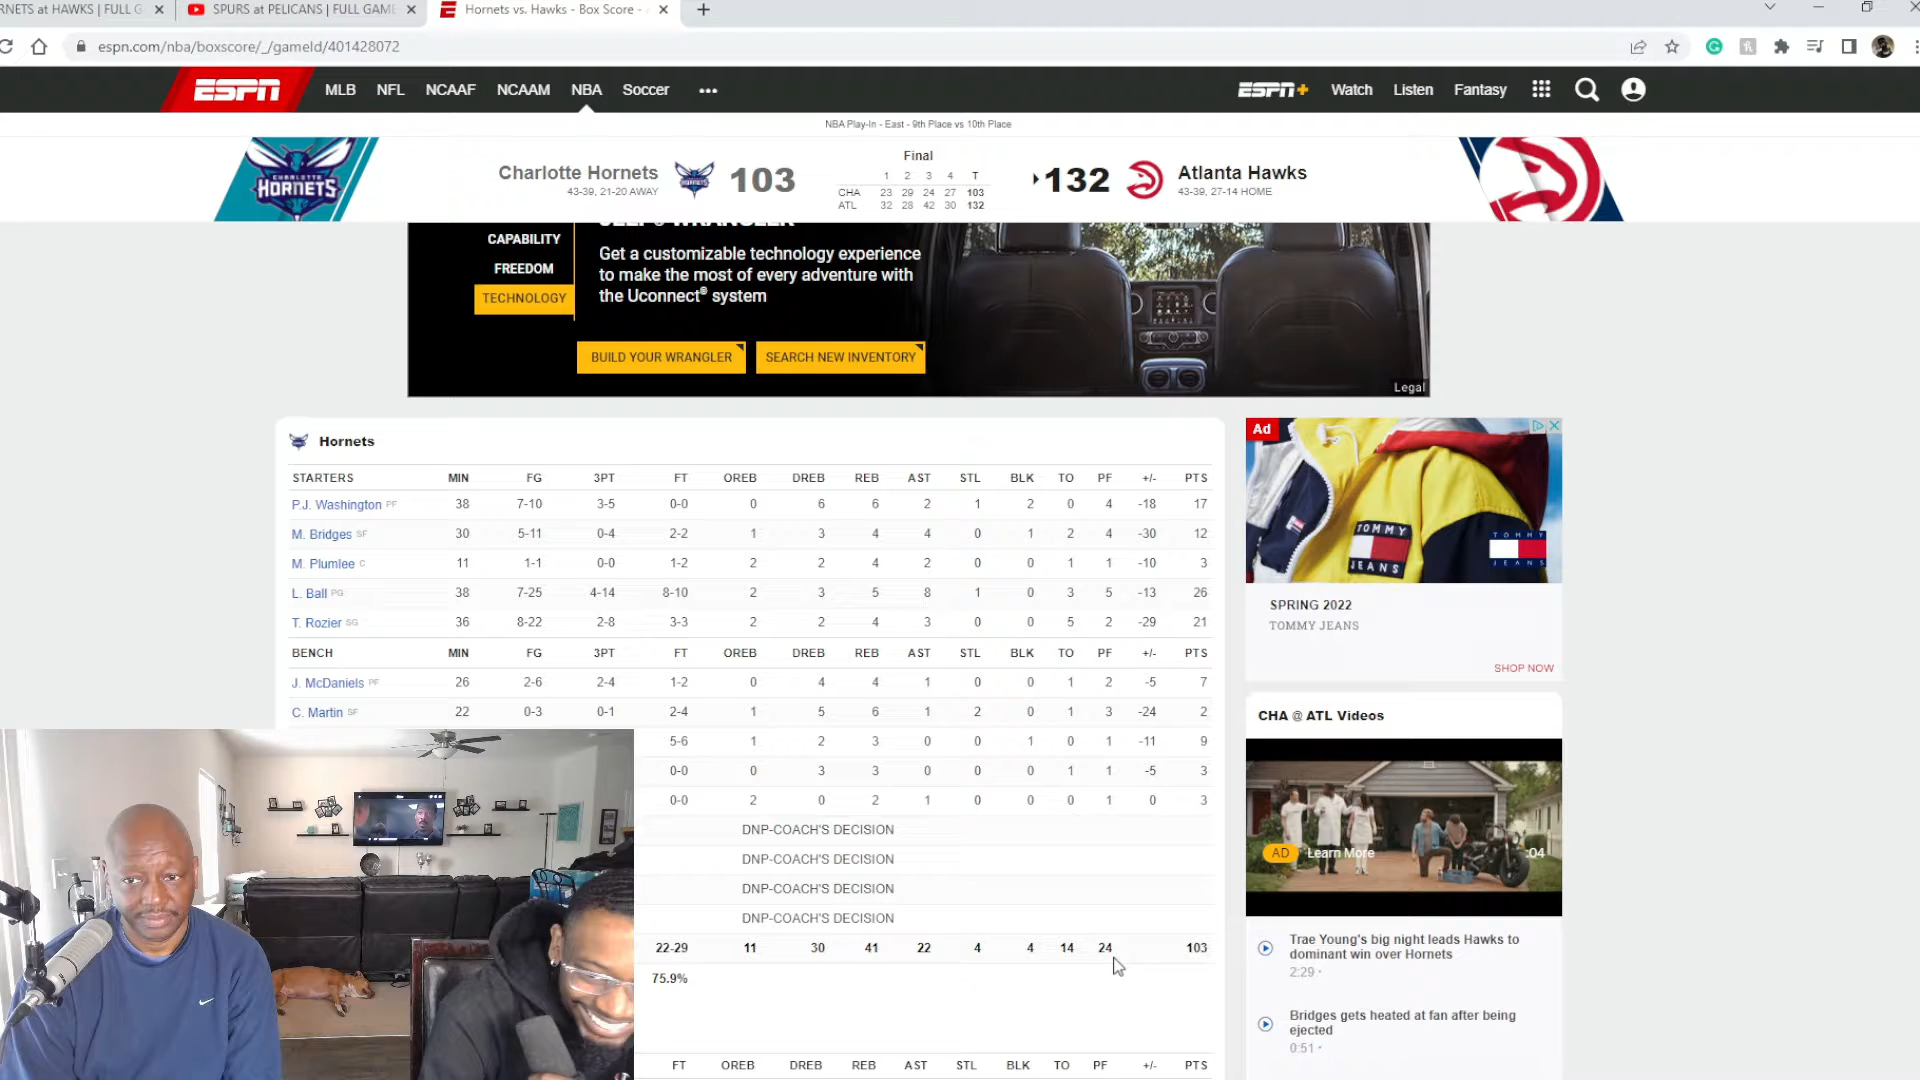 RNETS at HAWKS | FULL G
SPURS at PELICANS | FULL GAME
Hornets vs. Hawks - Box Score -
espn.com/nba/boxscore/_/gameId/401428072
ESPN MLB NFL NCAAF NCAAM NBA Soccer ESPN+ Watch Listen Fantasy
NBA Play-In - East - 9th Place vs 10th Place
CHARLOTTE HORNETS
Charlotte Hornets 103
43-39, 21-20 AWAY
Final
1 2 3 4 T
CHA 23 29 24 27 103
ATL 32 28 42 30 132
132 Atlanta Hawks
43-39, 27-14 HOME
CAPABILITY
FREEDOM
TECHNOLOGY
Get a customizable technology experience
to make the most of every adventure with
the Uconnect® system
BUILD YOUR WRANGLER
SEARCH NEW INVENTORY
Legal
Hornets
STARTERS MIN FG 3PT FT OREB DREB REB AST STL BLK TO PF +/- PTS
P.J. Washington PF 38 7-10 3-5 0-0 0 6 6 2 1 2 0 4 -18 17
M. Bridges SF 30 5-11 0-4 2-2 1 3 4 4 0 1 2 4 -30 12
M. Plumlee C 11 1-1 0-0 1-2 2 2 4 2 0 0 1 1 -10 3
L. Ball PG 38 7-25 4-14 8-10 2 3 5 8 1 0 3 5 -13 26
T. Rozier SG 36 8-22 2-8 3-3 2 2 4 3 0 0 5 2 -29 21
BENCH MIN FG 3PT FT OREB DREB REB AST STL BLK TO PF +/- PTS
J. McDaniels PF 26 2-6 2-4 1-2 0 4 4 1 0 0 1 2 -5 7
C. Martin SF 22 0-3 0-1 2-4 1 5 6 1 2 0 1 3 -24 2
5-6 1 2 3 0 0 1 0 1 -11 9
0-0 0 3 3 0 0 0 1 1 -5 3
0-0 2 0 2 1 0 0 0 1 0 3
DNP-COACH'S DECISION
DNP-COACH'S DECISION
DNP-COACH'S DECISION
DNP-COACH'S DECISION
22-29 11 30 41 22 4 4 14 24 103
75.9%
FT OREB DREB REB AST STL BLK TO PF +/- PTS
Ad
TOMMY
JEANS
TOMMY
JEANS
SPRING 2022
TOMMY JEANS
SHOP NOW
CHA @ ATL Videos
AD Learn More :04
Trae Young's big night leads Hawks to
dominant win over Hornets
2:29
Bridges gets heated at fan after being
ejected
0:51